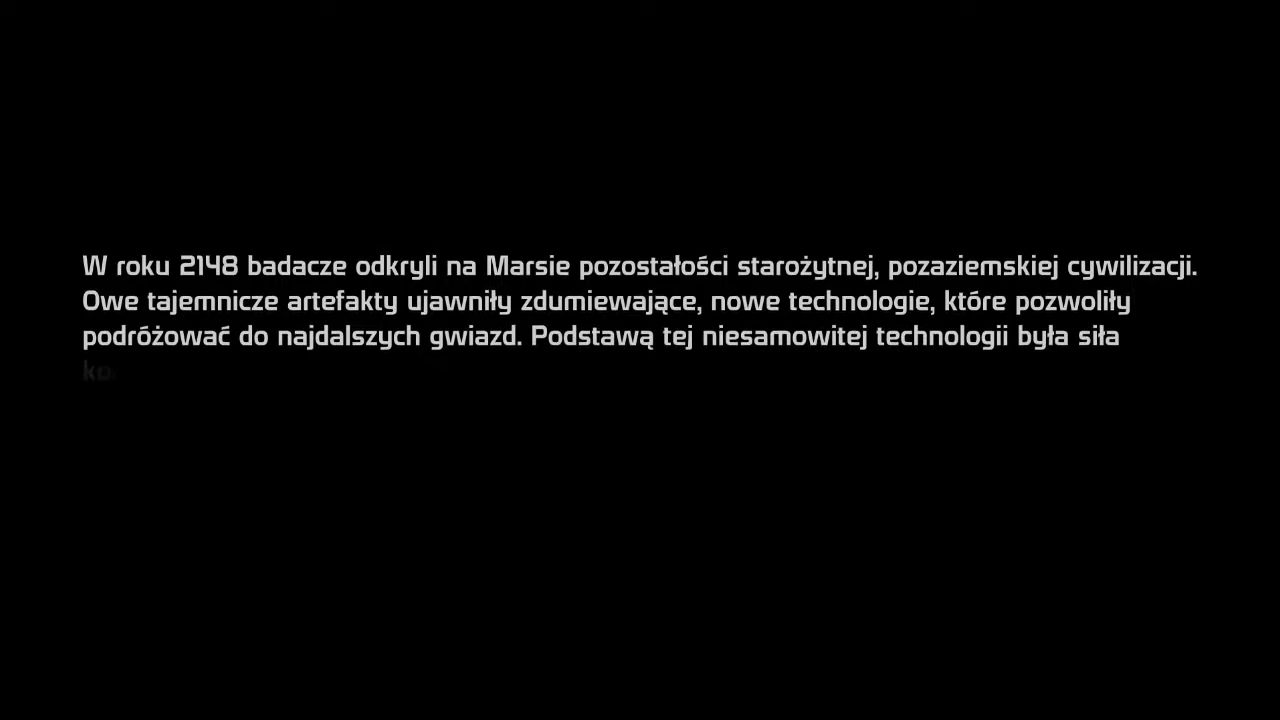 W roku 2148 badacze odkryli na Marsie pozostałości starożytnej, pozaziemskiej cywilizacji.
Owe tajemnicze artefakty ujawniły zdumiewające, nowe technologie, które pozwoliły
podróżować do najdalszych gwiazd. Podstawą tej niesamowitej technologii była siła